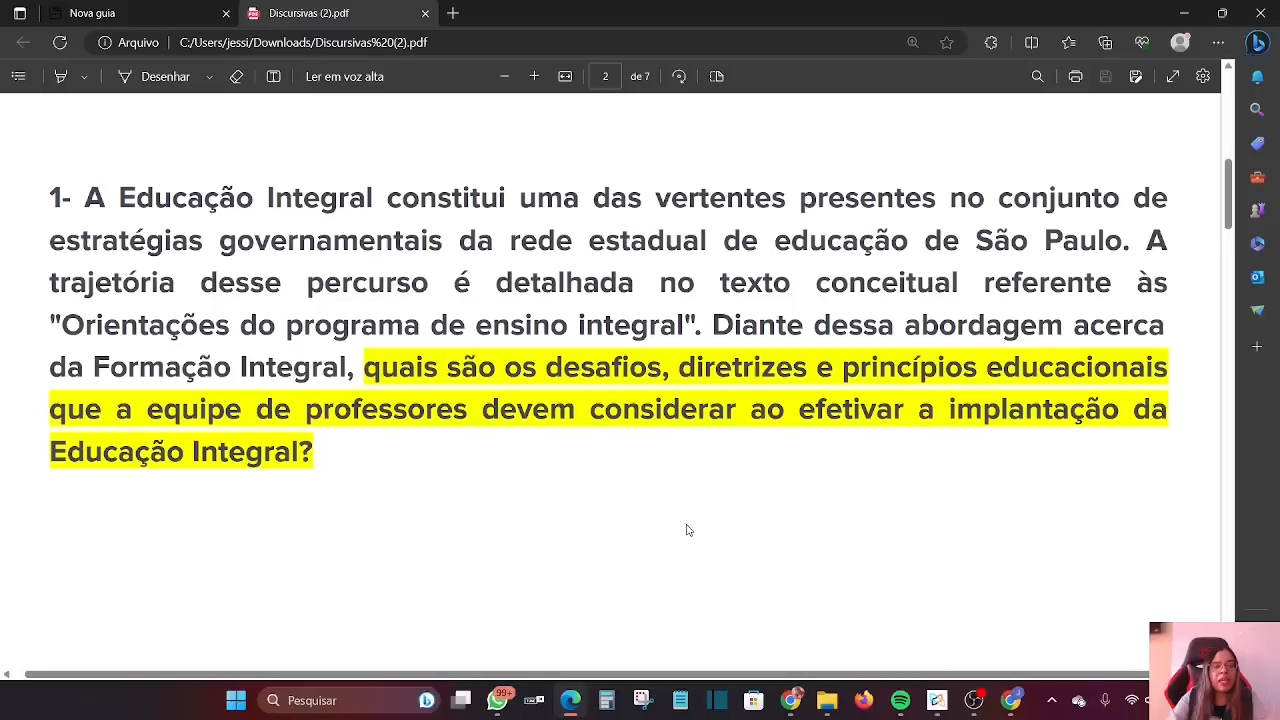 Nova guia
Discursivas (2).pdf
Arquivo
C:/Users/jessi/Downloads/Discursivas%20(2).pdf
Desenhar
Ler em voz alta
2
de 7
1- A Educação Integral constitui uma das vertentes presentes no conjunto de
estratégias governamentais da rede estadual de educação de São Paulo. A
trajetória desse percurso é detalhada no texto conceitual referente às
"Orientações do programa de ensino integral". Diante dessa abordagem acerca
da Formação Integral, quais são os desafios, diretrizes e princípios educacionais
que a equipe de professores devem considerar ao efetivar a implantação da
Educação Integral?
Pesquisar
99+